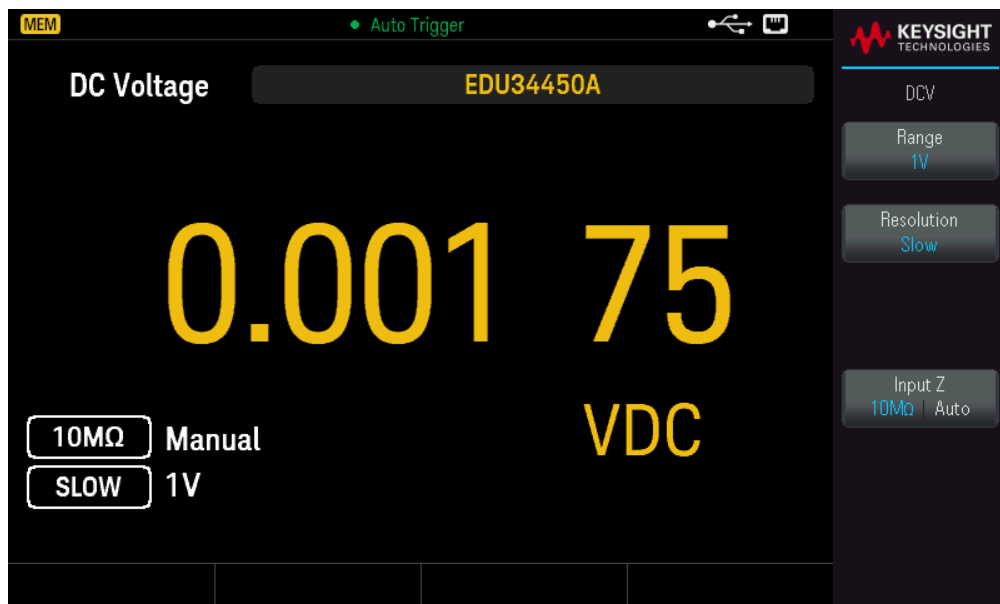 MEM
Auto Trigger
KEYSIGHT
TECHNOLOGIES
DC Voltage
EDU34450A
DCV
Range
1V
0.001 75
VDC
Resolution
Slow
Input Z
10MΩ | Auto
10MΩ Manual
SLOW 1V